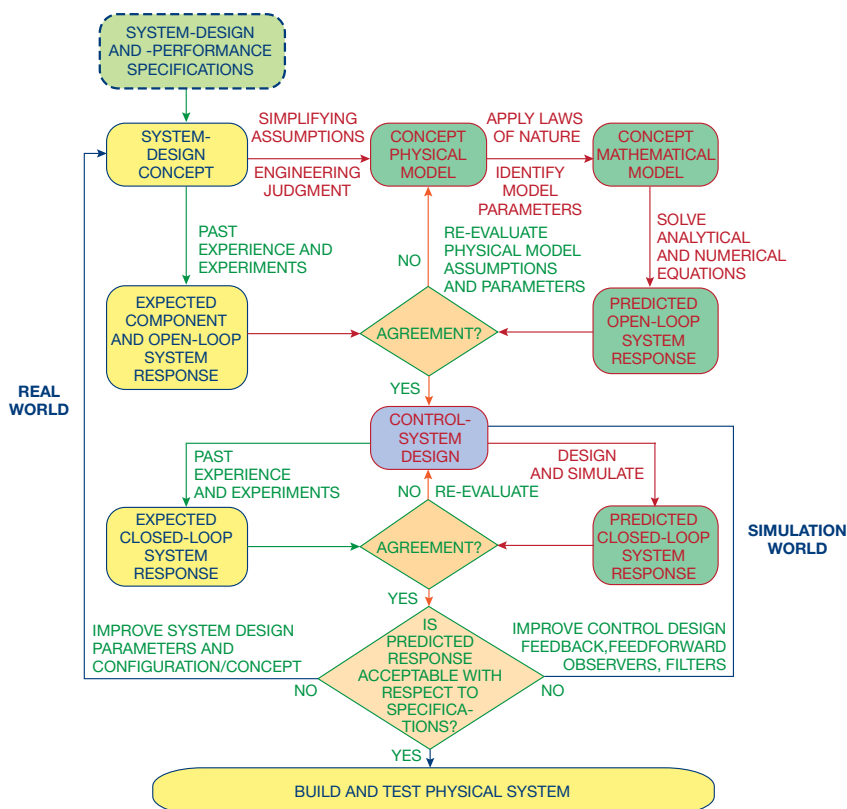 SYSTEM-DESIGN
AND -PERFORMANCE
SPECIFICATIONS
SYSTEM-
DESIGN
CONCEPT
SIMPLIFYING
ASSUMPTIONS
ENGINEERING
JUDGMENT
CONCEPT
PHYSICAL
MODEL
APPLY LAWS
OF NATURE
IDENTIFY
MODEL
PARAMETERS
CONCEPT
MATHEMATICAL
MODEL
PAST
EXPERIENCE AND
EXPERIMENTS
NO
RE-EVALUATE
PHYSICAL MODEL
ASSUMPTIONS
AND PARAMETERS
SOLVE
ANALYTICAL
AND NUMERICAL
EQUATIONS
EXPECTED
COMPONENT
AND OPEN-LOOP
SYSTEM
RESPONSE
AGREEMENT?
PREDICTED
OPEN-LOOP
SYSTEM
RESPONSE
REAL
WORLD
YES
CONTROL-
SYSTEM
DESIGN
PAST
EXPERIENCE
AND EXPERIMENTS
NO
RE-EVALUATE
DESIGN
AND SIMULATE
EXPECTED
CLOSED-LOOP
SYSTEM
RESPONSE
AGREEMENT?
PREDICTED
CLOSED-LOOP
SYSTEM
RESPONSE
SIMULATION
WORLD
YES
IMPROVE SYSTEM DESIGN
PARAMETERS AND
CONFIGURATION/CONCEPT
NO
IS
PREDICTED
RESPONSE
ACCEPTABLE WITH
RESPECT TO
SPECIFICA-
TIONS?
IMPROVE CONTROL DESIGN
FEEDBACK,FEEDFORWARD
OBSERVERS, FILTERS
NO
YES
BUILD AND TEST PHYSICAL SYSTEM